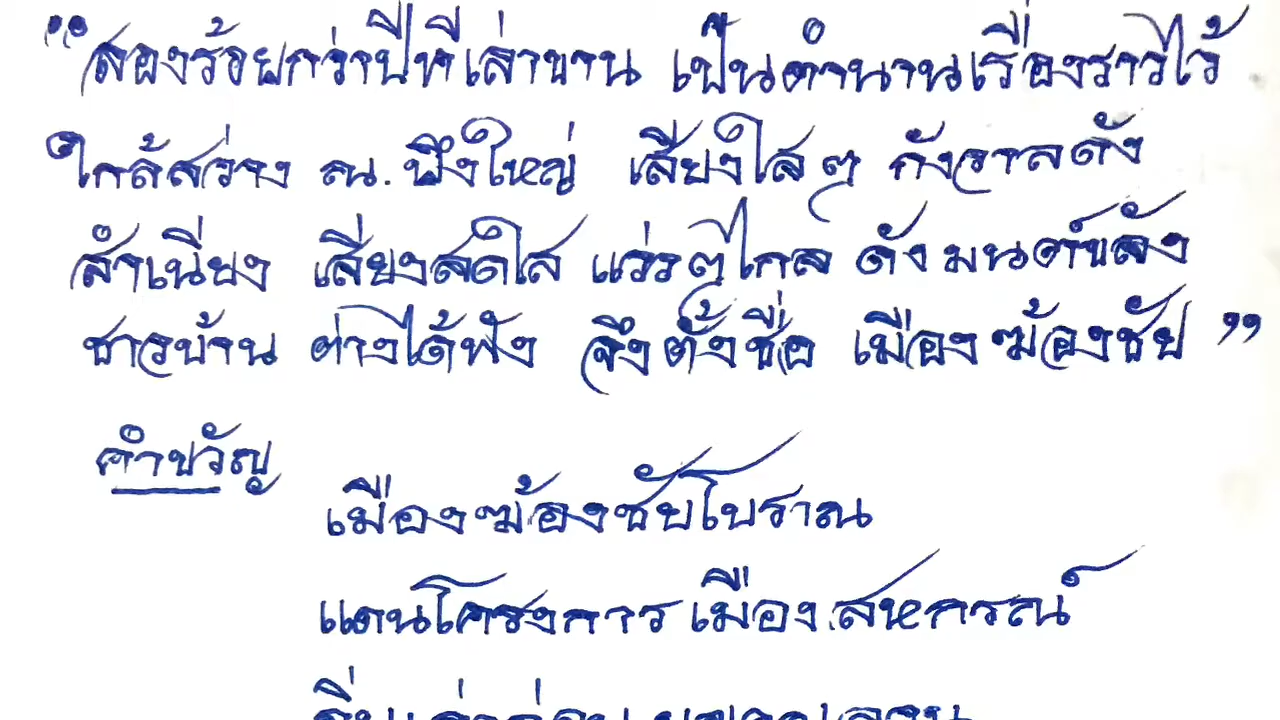 "สองร้อยกว่าปีที่เล่าขาน เป็นตำนานเรื่องราวไว้
ใกล้สว่าง ณ. บึงใหญ่ เสียงใสๆ กังวาลดัง
สำเนียง เสียงสดใส แว่วๆไกล ดังมนต์ขลัง
ชาวบ้าน ต่างได้ฟัง จึงตั้งชื่อ เมืองฆ้องชัย"
คำขวัญ
เมืองฆ้องชัยโบราณ
แดนโครงการ เมืองสหกรณ์